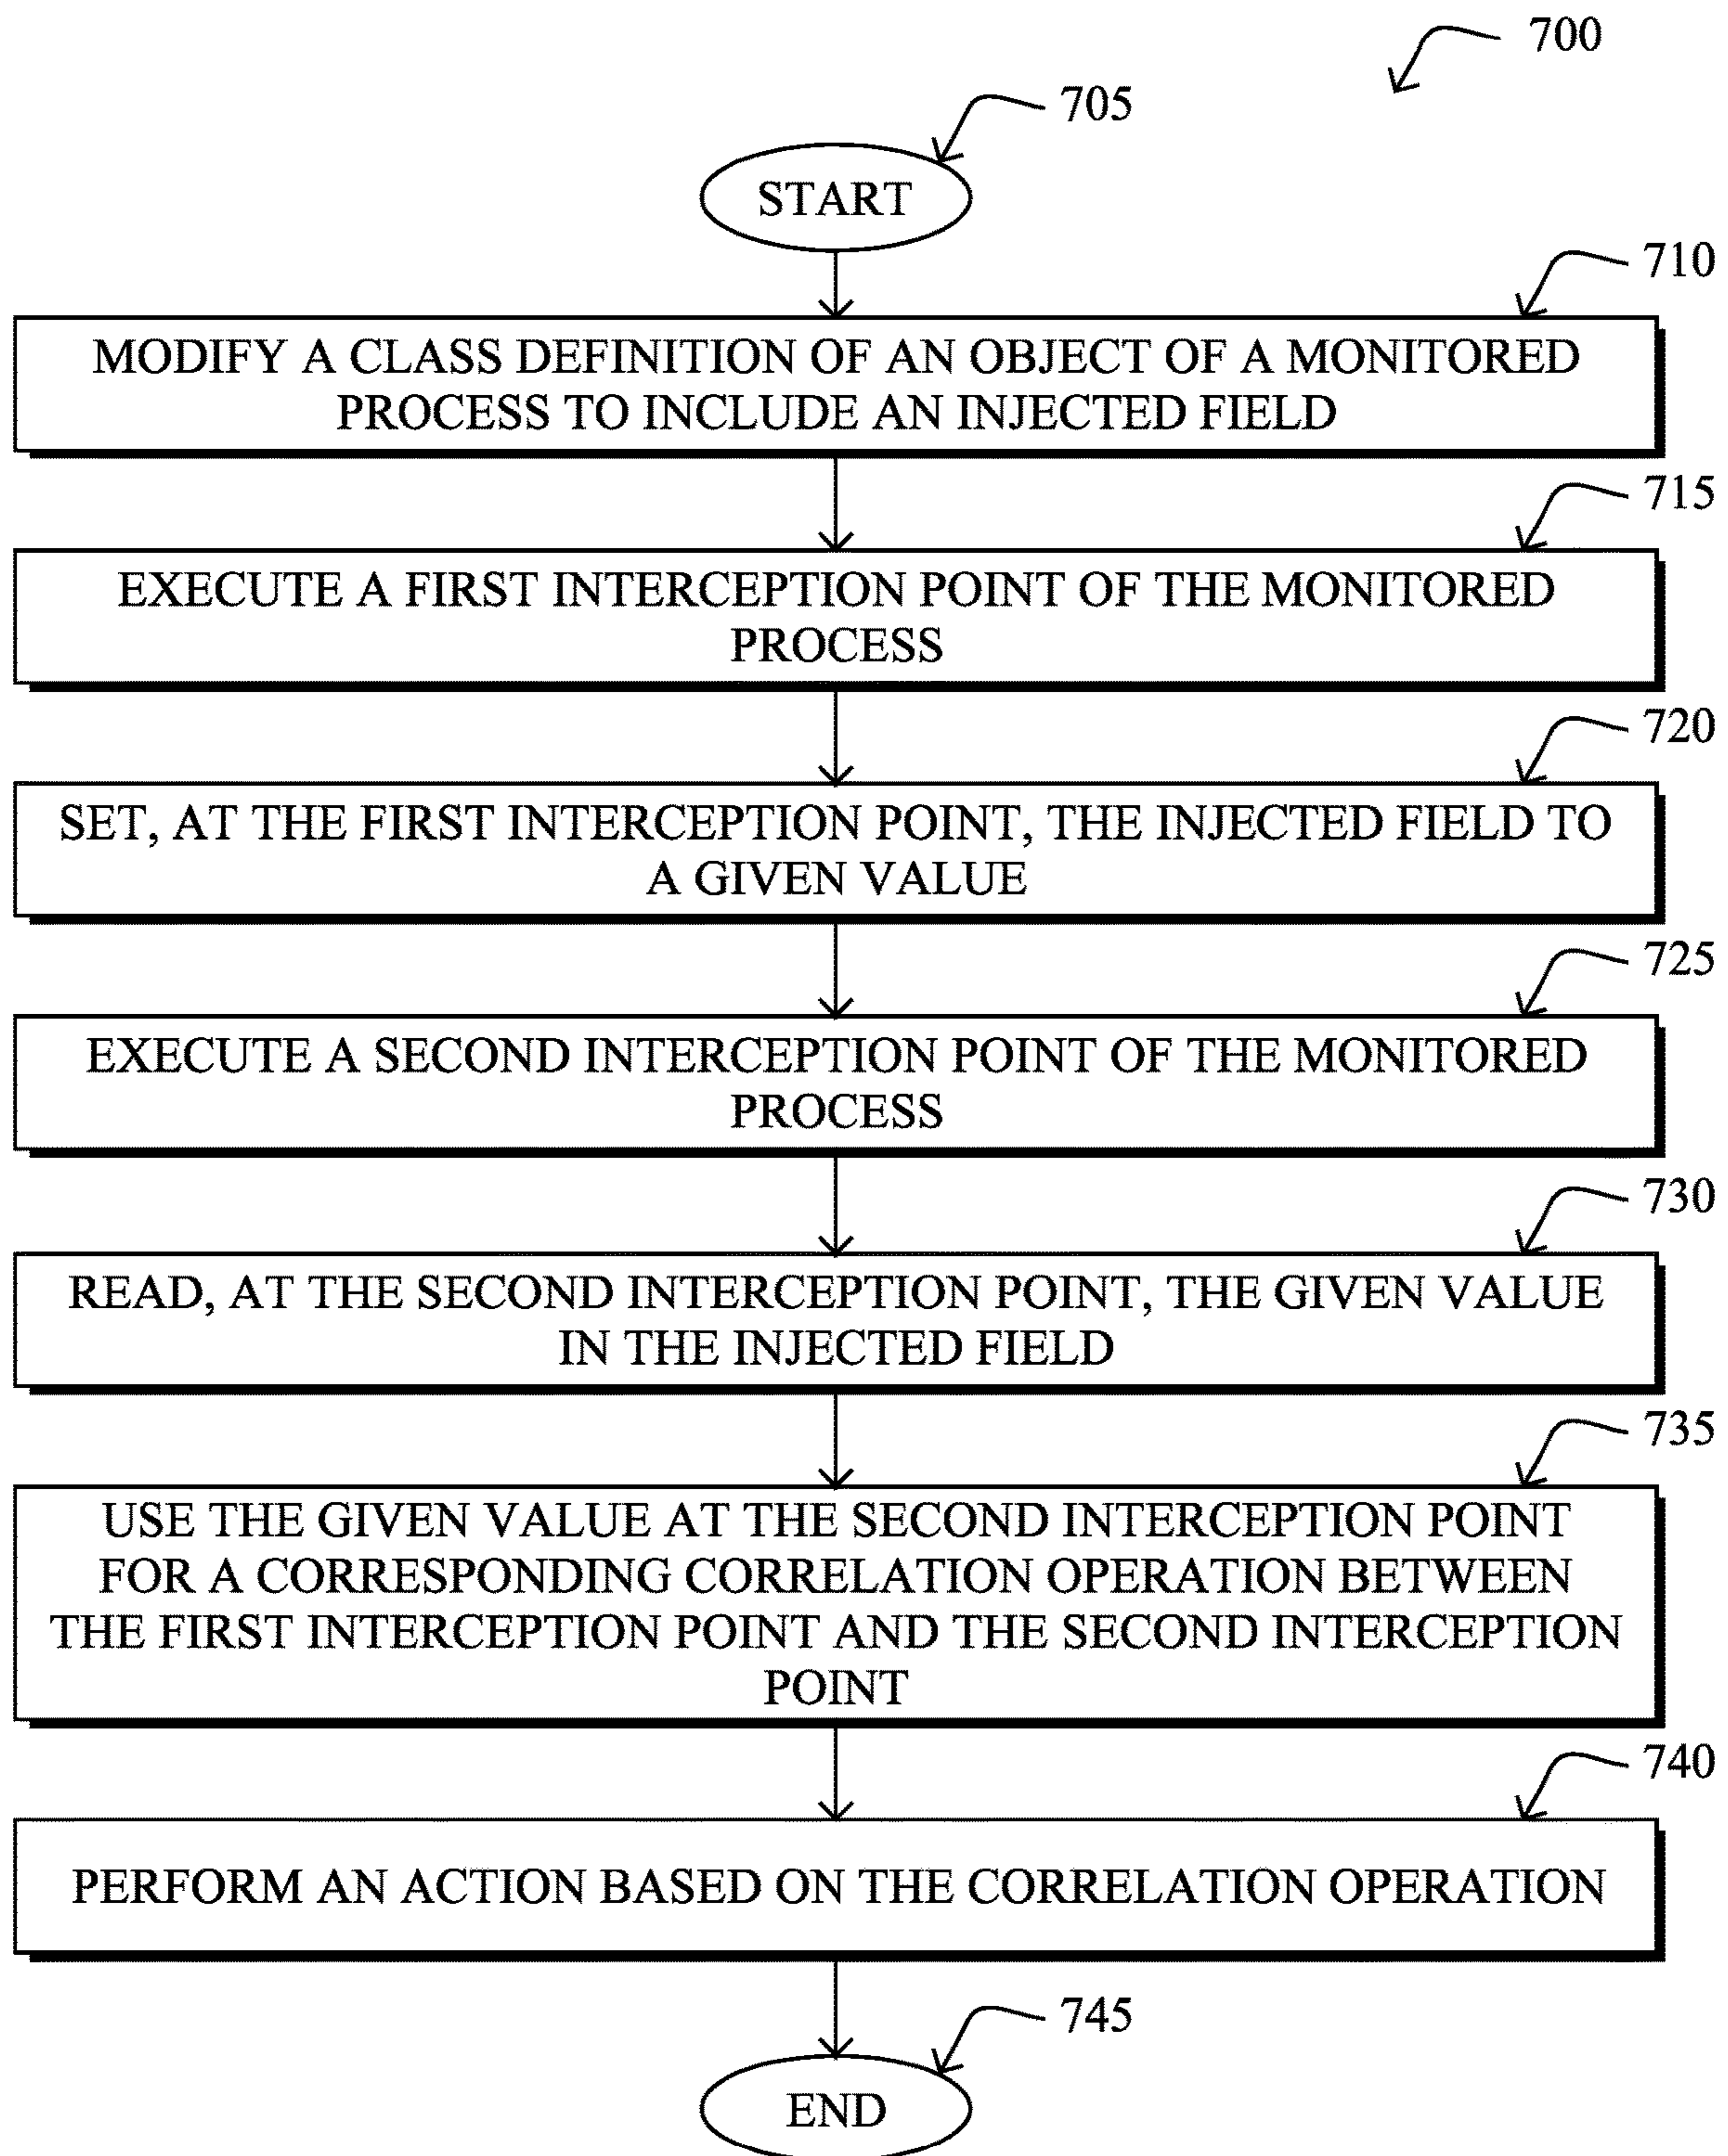 700
705
START
710
MODIFY A CLASS DEFINITION OF AN OBJECT OF A MONITORED
PROCESS TO INCLUDE AN INJECTED FIELD
715
EXECUTE A FIRST INTERCEPTION POINT OF THE MONITORED
PROCESS
720
SET, AT THE FIRST INTERCEPTION POINT, THE INJECTED FIELD TO
A GIVEN VALUE
725
EXECUTE A SECOND INTERCEPTION POINT OF THE MONITORED
PROCESS
730
READ, AT THE SECOND INTERCEPTION POINT, THE GIVEN VALUE
IN THE INJECTED FIELD
735
USE THE GIVEN VALUE AT THE SECOND INTERCEPTION POINT
FOR A CORRESPONDING CORRELATION OPERATION BETWEEN
THE FIRST INTERCEPTION POINT AND THE SECOND INTERCEPTION
POINT
740
PERFORM AN ACTION BASED ON THE CORRELATION OPERATION
745
END